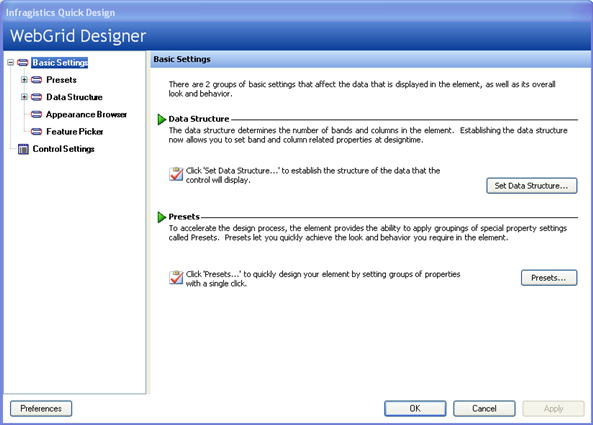 Infragistics Quick Design
WebGrid Designer
Basic Settings
Presets
Data Structure
Appearance Browser
Feature Picker
Control Settings
Basic Settings
There are 2 groups of basic settings that affect the data that is displayed in the element, as well as its overall
look and behavior.
Data Structure
The data structure determines the number of bands and columns in the element. Establishing the data structure
now allows you to set band and column related properties at designtime.
Click 'Set Data Structure...' to establish the structure of the data that the
control will display.
Set Data Structure...
Presets
To accelerate the design process, the element provides the ability to apply groupings of special property settings
called Presets. Presets let you quickly achieve the look and behavior you require in the element.
Click 'Presets...' to quickly design your element by setting groups of properties
with a single click.
Presets...
Preferences
OK
Cancel
Apply